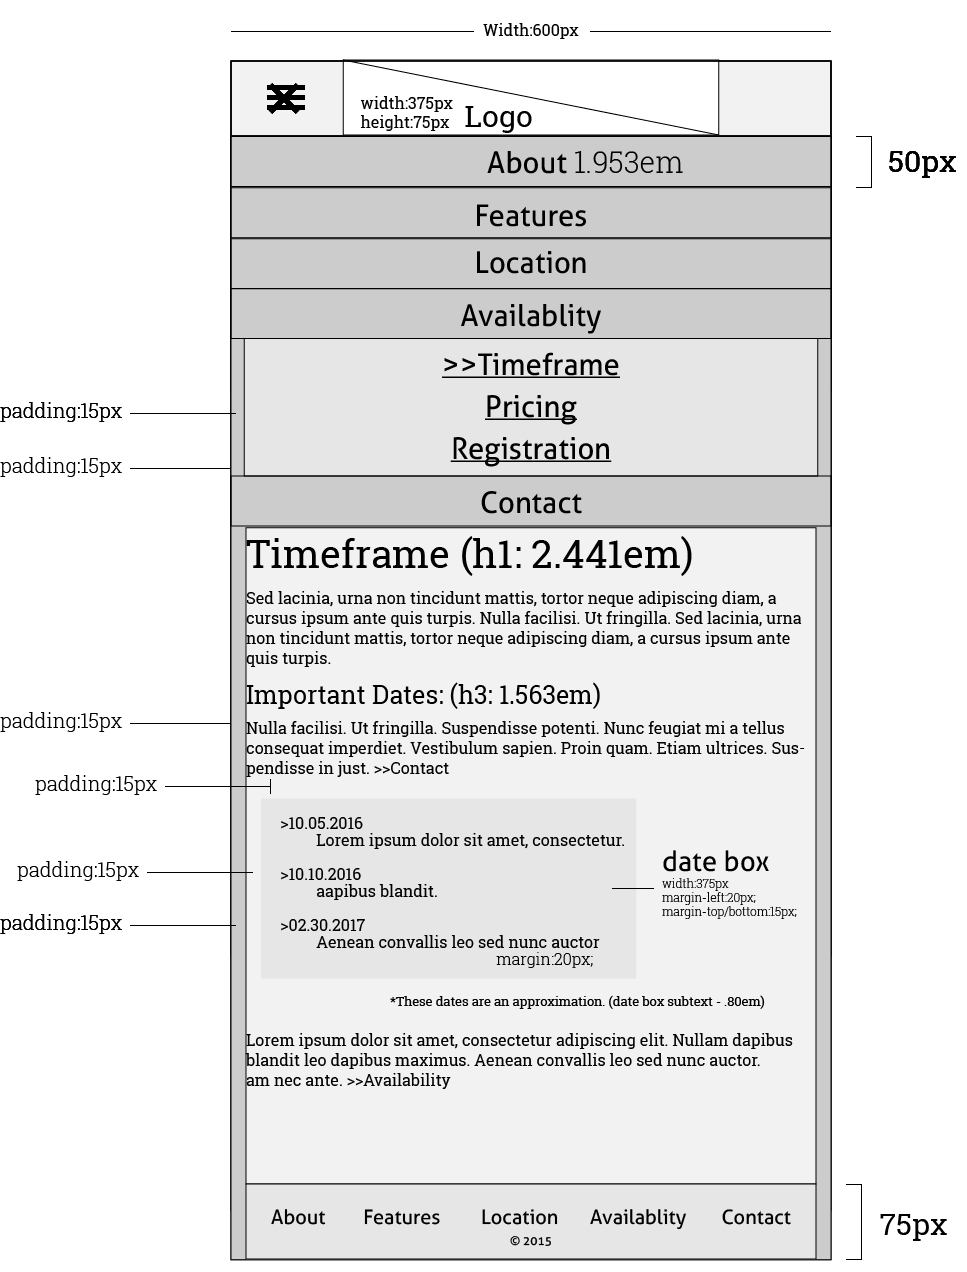 Width:600px
width:375px
height:75px
Logo
About 1.953em
50px
Features
Location
Availablity
>>Timeframe
padding:15px
Pricing
Registration
padding:15px
Contact
Timeframe (h1: 2.441em)
Sed lacinia, urna non tincidunt mattis, tortor neque adipiscing diam, a
cursus ipsum ante quis turpis. Nulla facilisi. Ut fringilla. Sed lacinia, urna
non tincidunt mattis, tortor neque adipiscing diam, a cursus ipsum ante
quis turpis.
Important Dates: (h3: 1.563em)
padding:15px
Nulla facilisi. Ut fringilla. Suspendisse potenti. Nunc feugiat mi a tellus
consequat imperdiet. Vestibulum sapien. Proin quam. Etiam ultrices. Sus-
pendisse in just. >>Contact
padding:15px
>10.05.2016
Lorem ipsum dolor sit amet, consectetur.
padding:15px
>10.10.2016
aapibus blandit.
date box
width:375px
margin-left:20px;
margin-top/bottom:15px;
padding:15px
>02.30.2017
Aenean convallis leo sed nunc auctor
margin:20px;
*These dates are an approximation. (date box subtext - .80em)
Lorem ipsum dolor sit amet, consectetur adipiscing elit. Nullam dapibus
blandit leo dapibus maximus. Aenean convallis leo sed nunc auctor.
am nec ante. >>Availability
About Features Location Availablity Contact
© 2015
75px